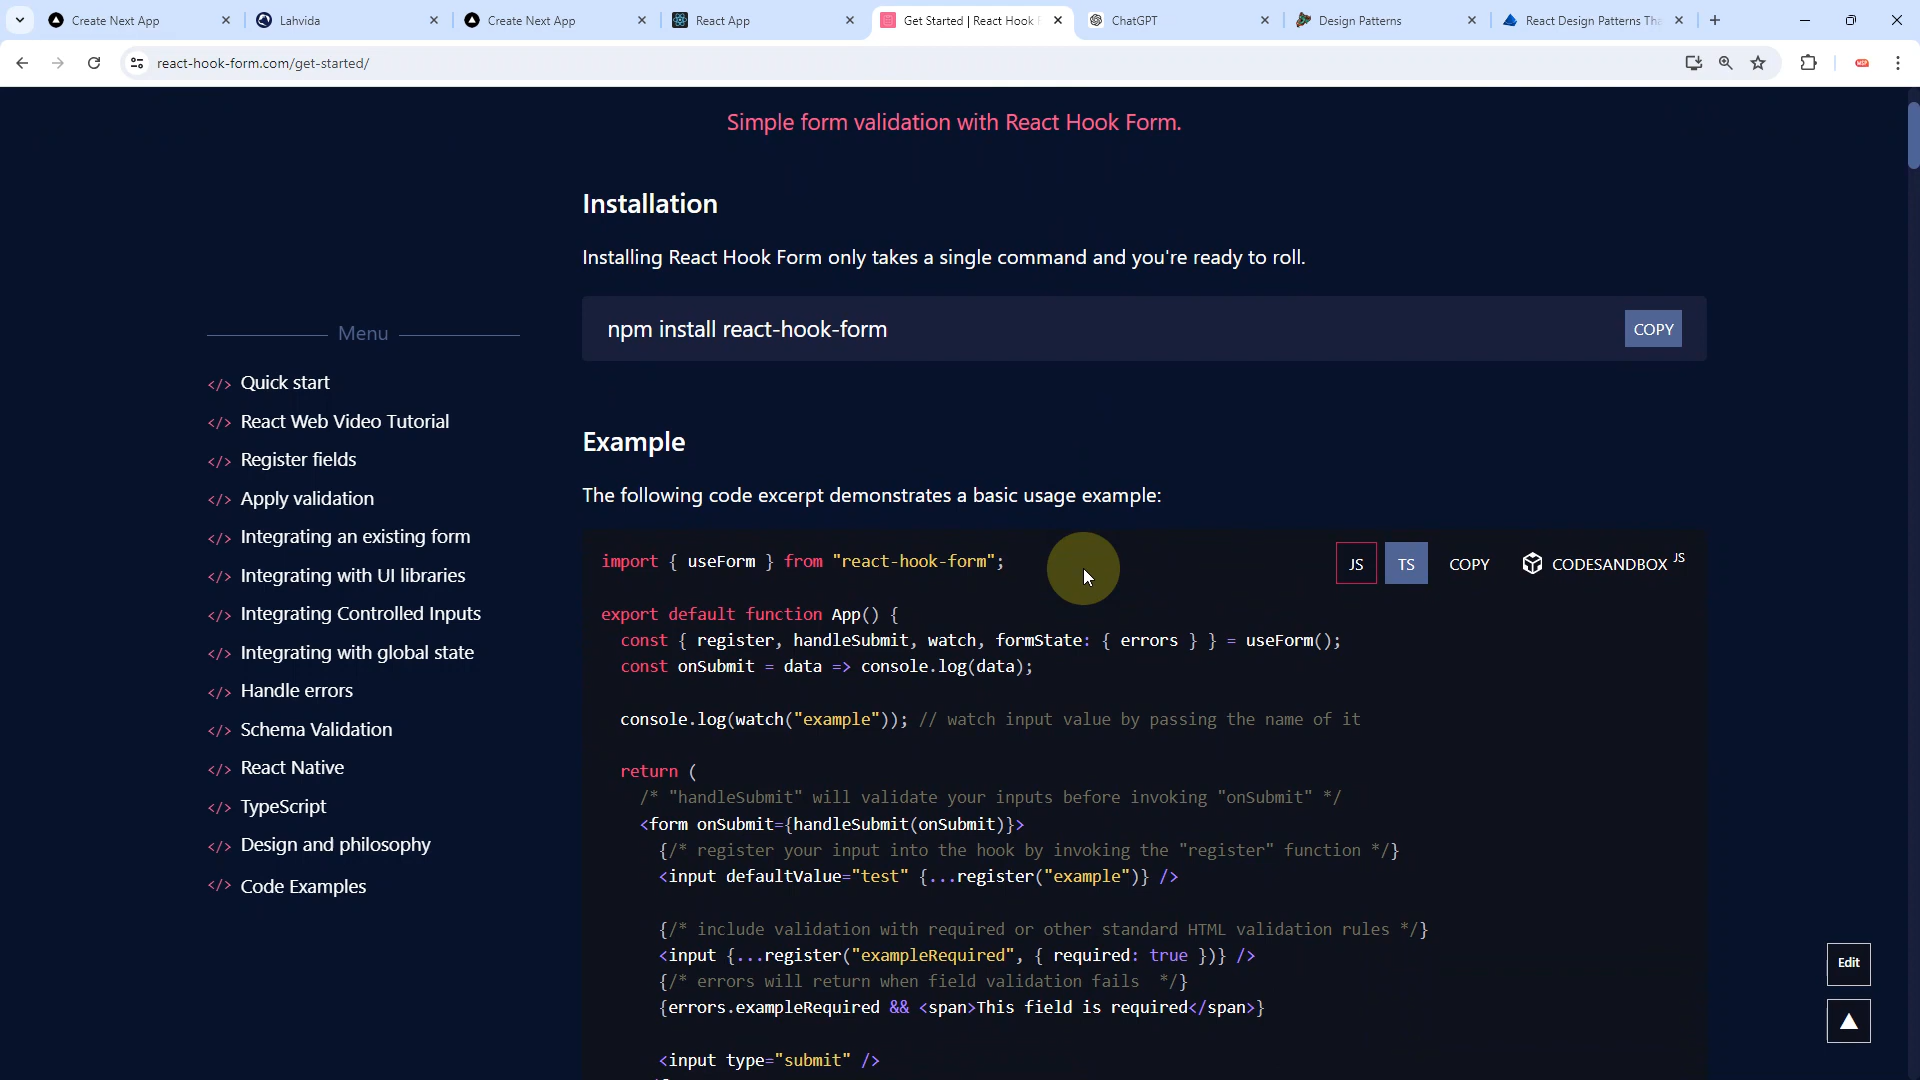 Create Next App
Lahvida
Create Next App
React App
Get Started | React Hook F
ChatGPT
Design Patterns
React Design Patterns Tha
react-hook-form.com/get-started/
Simple form validation with React Hook Form.
Installation
Installing React Hook Form only takes a single command and you're ready to roll.
npm install react-hook-form
COPY
Menu
</> Quick start
</> React Web Video Tutorial
</> Register fields
</> Apply validation
</> Integrating an existing form
</> Integrating with UI libraries
</> Integrating Controlled Inputs
</> Integrating with global state
</> Handle errors
</> Schema Validation
</> React Native
</> TypeScript
</> Design and philosophy
</> Code Examples
Example
The following code excerpt demonstrates a basic usage example:
JS TS COPY CODESANDBOX JS
import { useForm } from "react-hook-form";
export default function App() {
const { register, handleSubmit, watch, formState: { errors } } = useForm();
const onSubmit = data => console.log(data);
console.log(watch("example")); // watch input value by passing the name of it
return (
/* "handleSubmit" will validate your inputs before invoking "onSubmit" */
<form onSubmit={handleSubmit(onSubmit)}>
{/* register your input into the hook by invoking the "register" function */}
<input defaultValue="test" {...register("example")} />
{/* include validation with required or other standard HTML validation rules */}
<input {...register("exampleRequired", { required: true })} />
{/* errors will return when field validation fails  */}
{errors.exampleRequired && <span>This field is required</span>}
<input type="submit" />
Edit